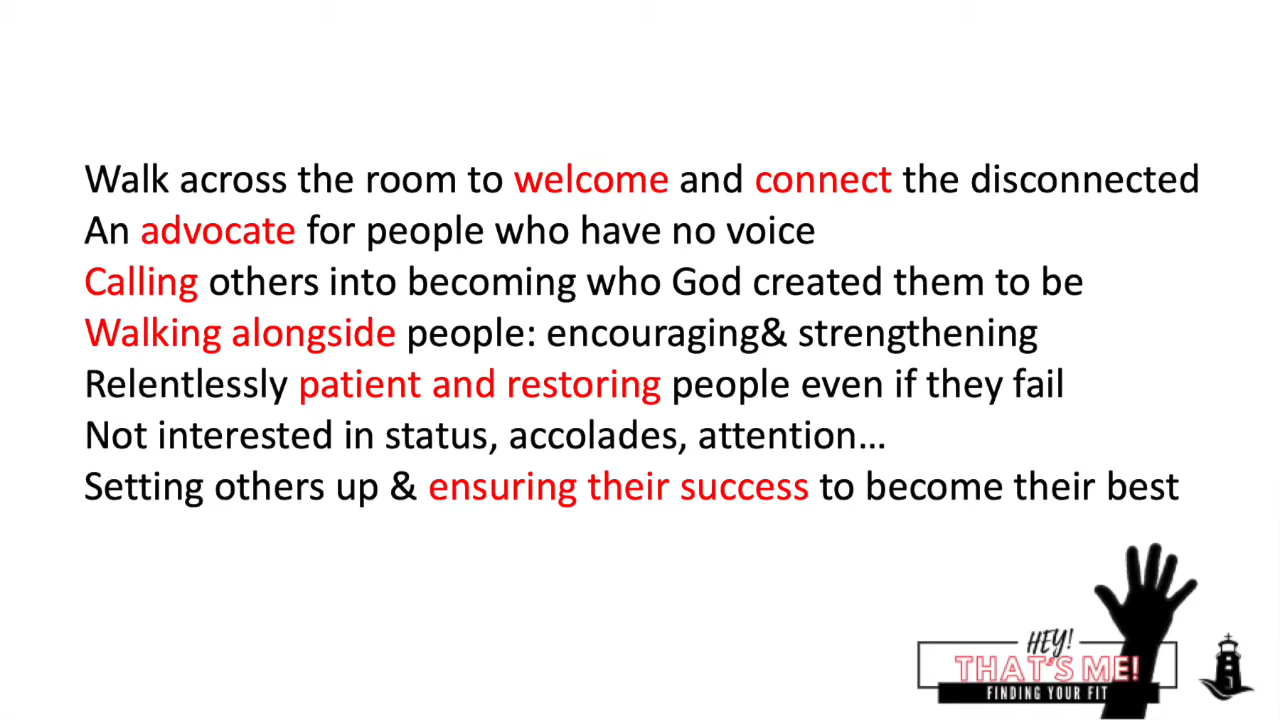 Walk across the room to welcome and connect the disconnected
An advocate for people who have no voice
Calling others into becoming who God created them to be
Walking alongside people: encouraging& strengthening
Relentlessly patient and restoring people even if they fail
Not interested in status, accolades, attention...
Setting others up & ensuring their success to become their best
HEY!
THAT'S ME!
FINDING YOUR FIT